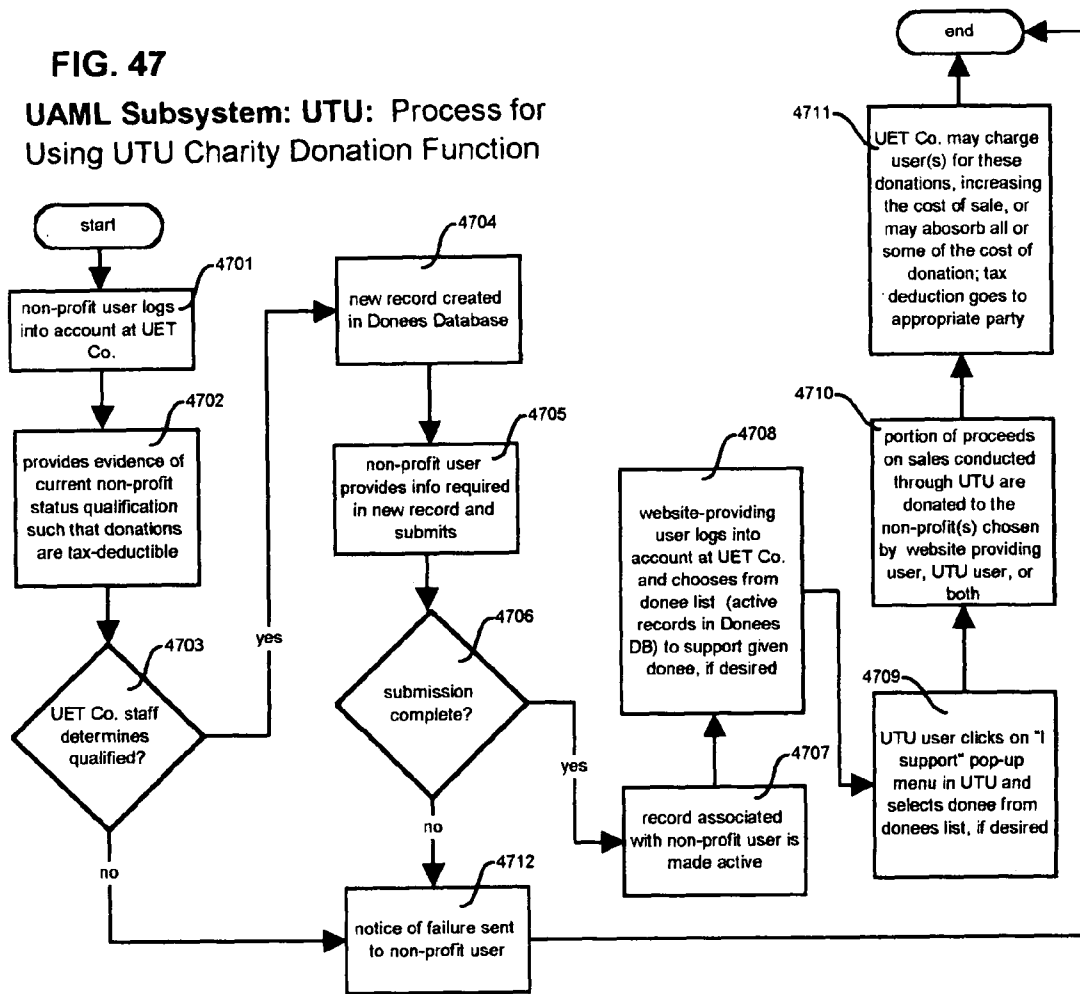 FIG. 47
UAML Subsystem: UTU: Process for
Using UTU Charity Donation Function
start
4701
non-profit user logs
into account at UET
Co.
4702
provides evidence of
current non-profit
status qualification
such that donations
are tax-deductible
4703
UET Co. staff
determines
qualified?
yes
no
4704
new record created
in Donees Database
4705
non-profit user
provides info required
in new record and
submits
4706
submission
complete?
yes
no
4712
notice of failure sent
to non-profit user
4707
record associated
with non-profit user is
made active
4708
website-providing
user logs into
account at UET Co.
and chooses from
donee list (active
records in Donees
DB) to support given
donee, if desired
4709
UTU user clicks on "I
support" pop-up
menu in UTU and
selects donee from
donees list, if desired
4710
portion of proceeds
on sales conducted
through UTU are
donated to the
non-profit(s) chosen
by website providing
user, UTU user, or
both
4711
UET Co. may charge
user(s) for these
donations, increasing
the cost of sale, or
may abosorb all or
some of the cost of
donation; tax
deduction goes to
appropriate party
end